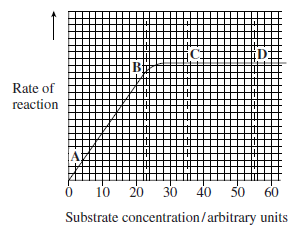 C
D
B
Rate of
reaction
A
0 10 20 30 40 50 60
Substrate concentration/arbitrary units